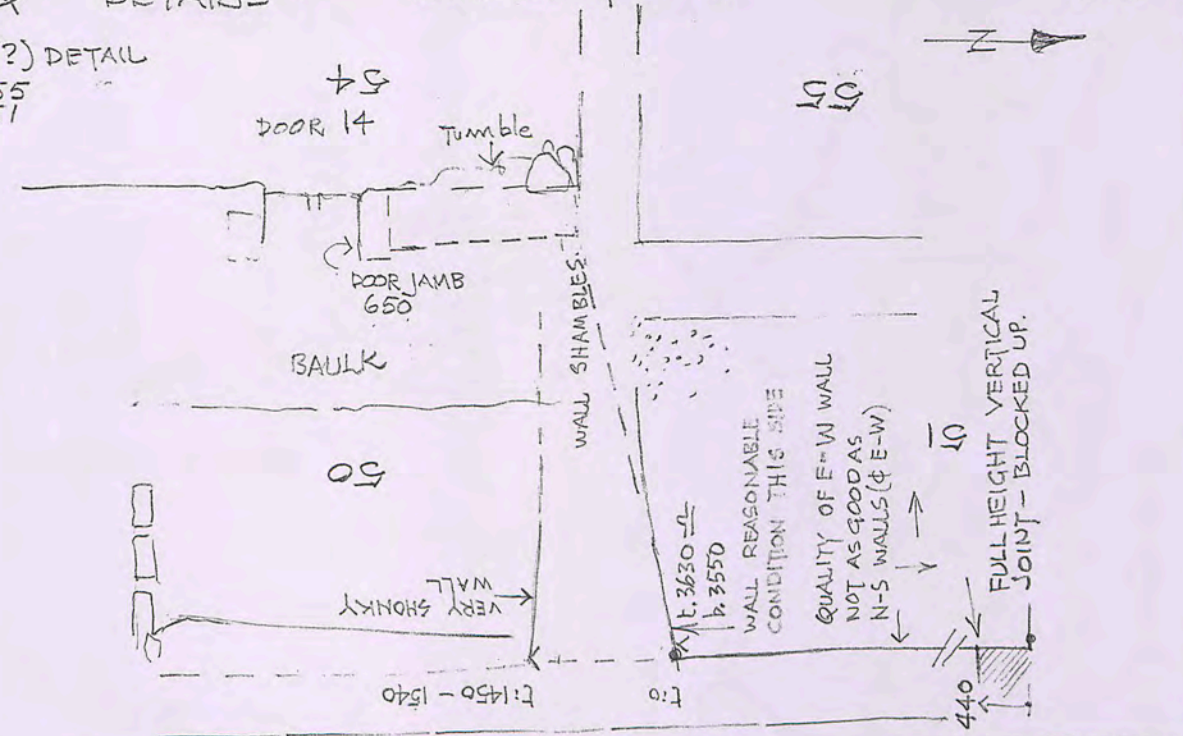 DETAILS
?) DETAIL
55
54
DOOR 14
Tumble
55
N
DOOR JAMB
650
BAULK
WALL SHAMBLES.
50
VERY SHONKY
WALL
t.3630
b.3550
WALL REASONABLE
CONDITION THIS SIDE
QUALITY OF E-W WALL
NOT AS GOOD AS
N-S WALLS (& E-W)
51
FULL HEIGHT VERTICAL
JOINT - BLOCKED UP.
t:1450 - 1540
t:0
440